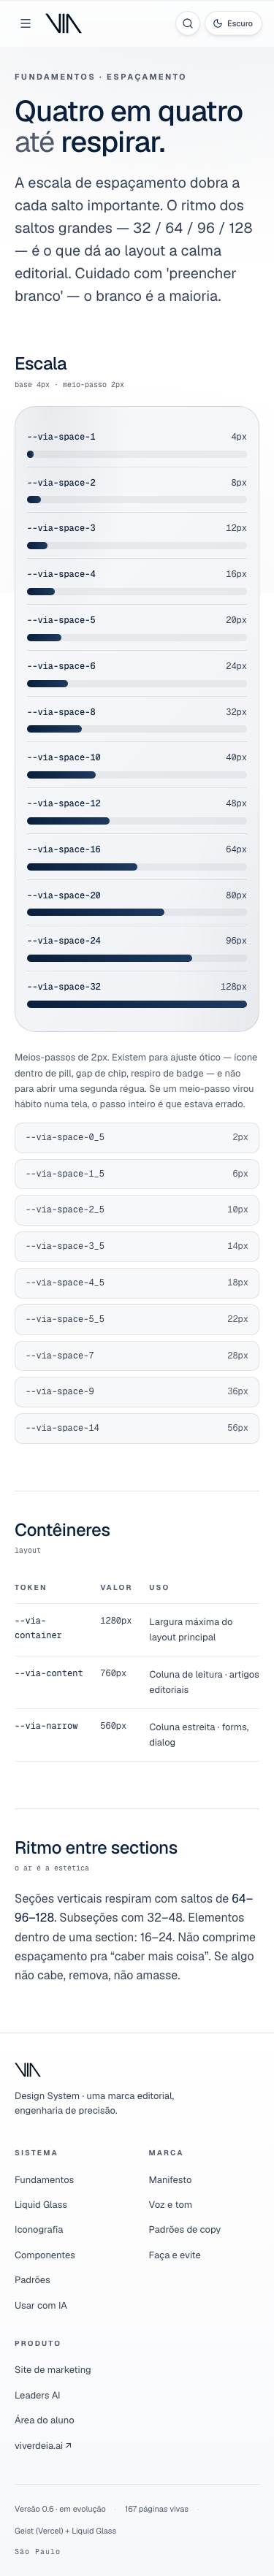 VIA
Escuro
FUNDAMENTOS · ESPAÇAMENTO
Quatro em quatro
até respirar.
A escala de espaçamento dobra a
cada salto importante. O ritmo dos
saltos grandes — 32 / 64 / 96 / 128
— é o que dá ao layout a calma
editorial. Cuidado com 'preencher
branco' — o branco é a maioria.
Escala
base 4px · meio-passo 2px
--via-space-1 4px
--via-space-2 8px
--via-space-3 12px
--via-space-4 16px
--via-space-5 20px
--via-space-6 24px
--via-space-8 32px
--via-space-10 40px
--via-space-12 48px
--via-space-16 64px
--via-space-20 80px
--via-space-24 96px
--via-space-32 128px
Meios-passos de 2px. Existem para ajuste ótico — ícone
dentro de pill, gap de chip, respiro de badge — e não
para abrir uma segunda régua. Se um meio-passo virou
hábito numa tela, o passo inteiro é que estava errado.
--via-space-0_5 2px
--via-space-1_5 6px
--via-space-2_5 10px
--via-space-3_5 14px
--via-space-4_5 18px
--via-space-5_5 22px
--via-space-7 28px
--via-space-9 36px
--via-space-14 56px
Contêineres
layout
TOKEN VALOR USO
--via-container 1280px Largura máxima do
layout principal
--via-content 760px Coluna de leitura · artigos
editoriais
--via-narrow 560px Coluna estreita · forms,
dialog
Ritmo entre sections
o ar é a estética
Seções verticais respiram com saltos de 64–
96–128. Subseções com 32–48. Elementos
dentro de uma section: 16–24. Não comprime
espaçamento pra “caber mais coisa”. Se algo
não cabe, remova, não amasse.
VIA
Design System · uma marca editorial,
engenharia de precisão.
SISTEMA
Fundamentos
Liquid Glass
Iconografia
Componentes
Padrões
Usar com IA
MARCA
Manifesto
Voz e tom
Padrões de copy
Faça e evite
PRODUTO
Site de marketing
Leaders AI
Área do aluno
viverdeia.ai ↗
Versão 0.6 · em evolução · 167 páginas vivas ·
Geist (Vercel) + Liquid Glass
São Paulo